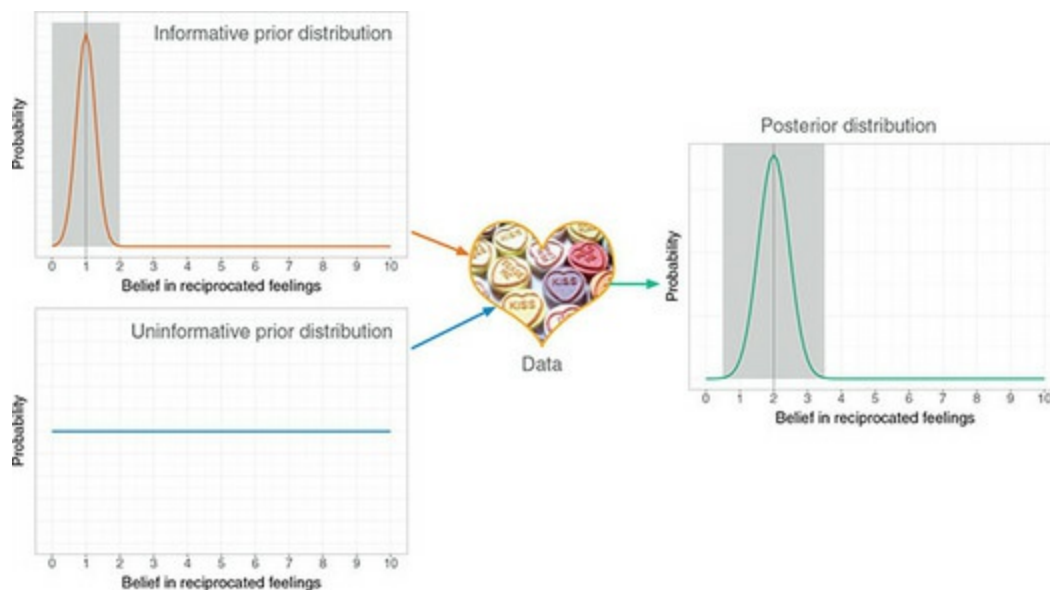 Informative prior distribution
Probability
0 1 2 3 4 5 6 7 8 9 10
Belief in reciprocated feelings
Uninformative prior distribution
Probability
0 1 2 3 4 5 6 7 8 9 10
Belief in reciprocated feelings
KISS
KISS
KISS
Data
Posterior distribution
Probability
0 1 2 3 4 5 6 7 8 9 10
Belief in reciprocated feelings